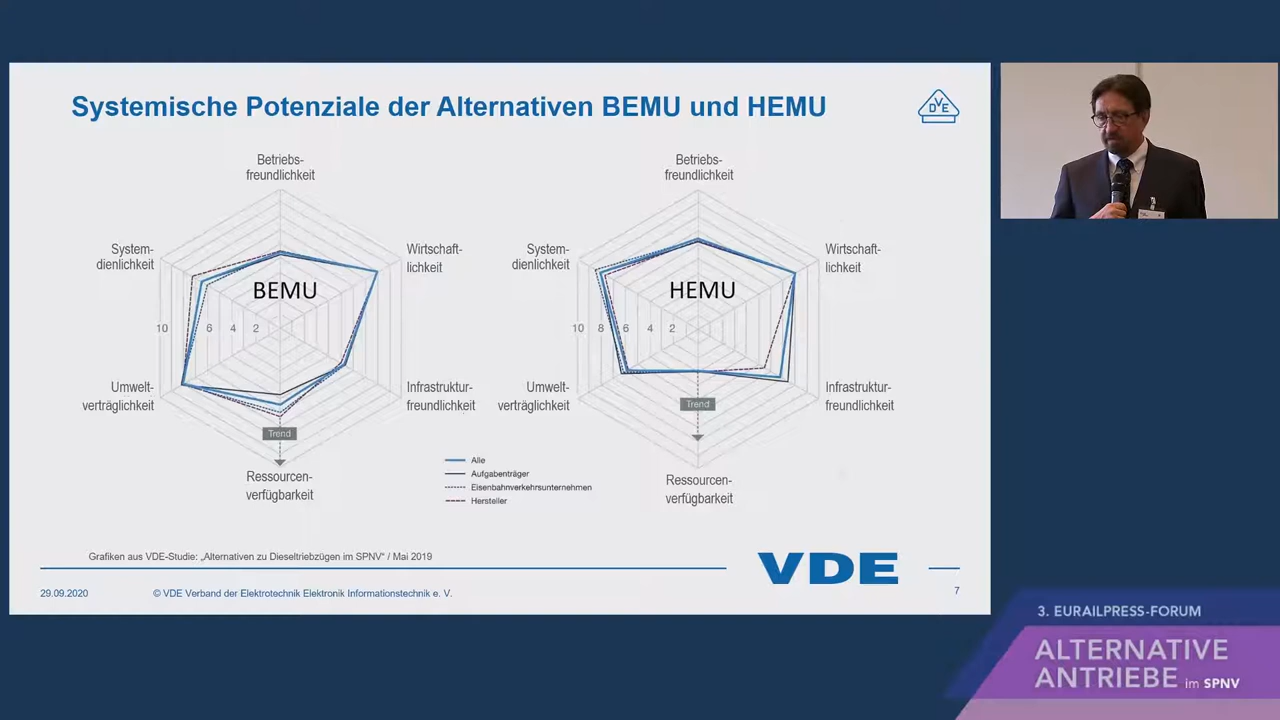 Systemische Potenziale der Alternativen BEMU und HEMU
VDE
Betriebs-
freundlichkeit
System-
dienlichkeit
Wirtschaft-
lichkeit
BEMU
10 6 4 2
Umwelt-
verträglichkeit
Infrastruktur-
freundlichkeit
Trend
Ressourcen-
verfügbarkeit
Betriebs-
freundlichkeit
System-
dienlichkeit
Wirtschaft-
lichkeit
HEMU
10 8 6 4 2
Umwelt-
verträglichkeit
Infrastruktur-
freundlichkeit
Trend
Ressourcen-
verfügbarkeit
Alle
Aufgabenträger
Eisenbahnverkehrsunternehmen
Hersteller
Grafiken aus VDE-Studie: „Alternativen zu Dieseltriebzügen im SPNV“ / Mai 2019
VDE
29.09.2020 © VDE Verband der Elektrotechnik Elektronik Informationstechnik e. V. 7
3. EURAILPRESS-FORUM
ALTERNATIVE
ANTRIEBE im SPNV